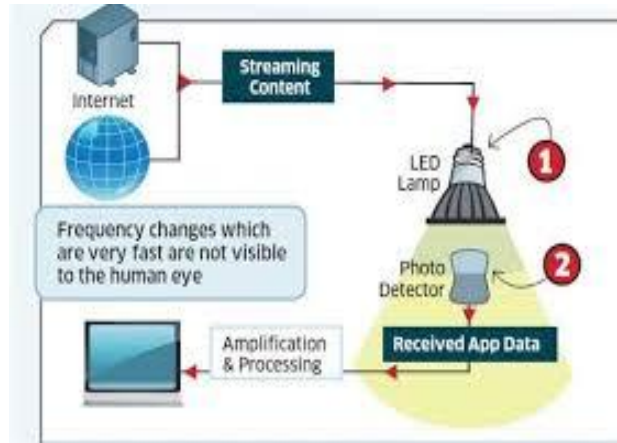 Internet
Streaming
Content
LED
Lamp
1
Frequency changes which
are very fast are not visible
to the human eye
Photo
Detector
2
Amplification
& Processing
Received App Data